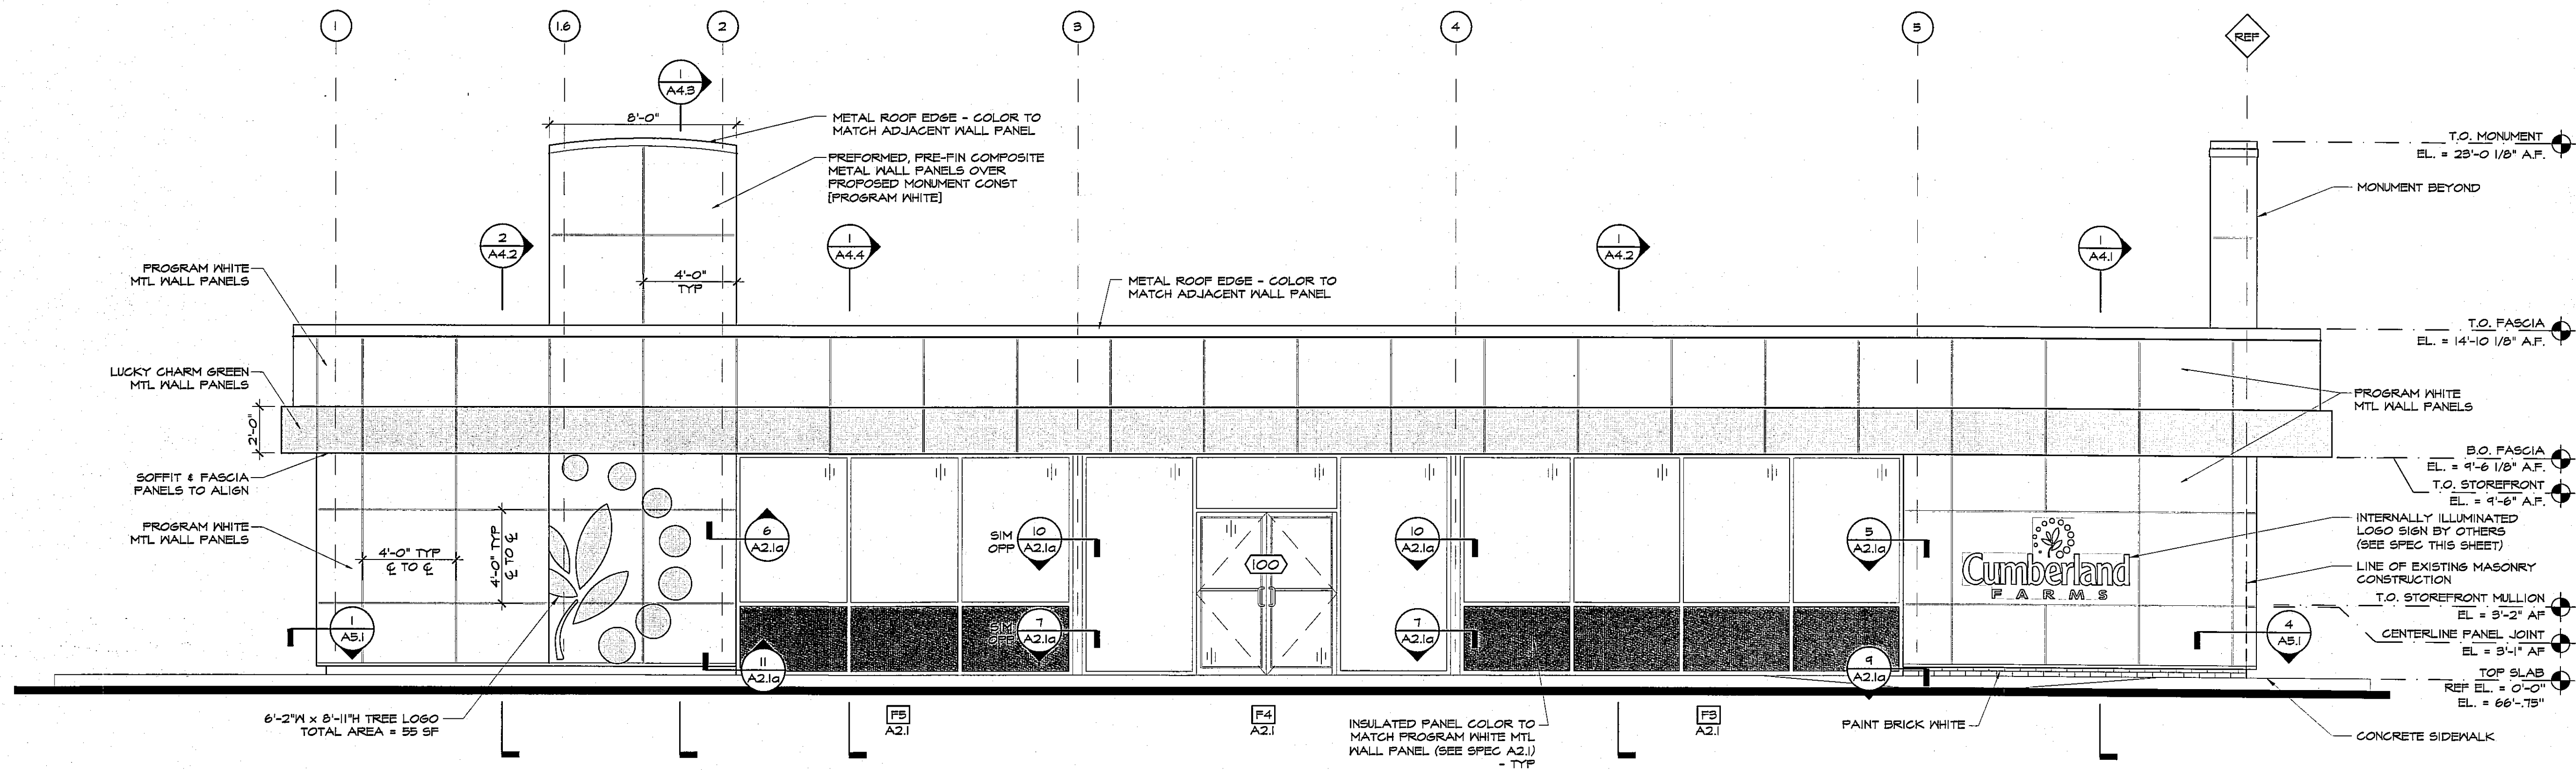 1
1.6
2
3
4
5
REF
1
A4.3
8'-0"
METAL ROOF EDGE - COLOR TO
MATCH ADJACENT WALL PANEL
PREFORMED, PRE-FIN COMPOSITE
METAL WALL PANELS OVER
PROPOSED MONUMENT CONST
[PROGRAM WHITE]
T.O. MONUMENT
EL. = 23'-0 1/8" A.F.
MONUMENT BEYOND
2
A4.2
1
A4.4
1
A4.2
1
A4.1
PROGRAM WHITE
MTL WALL PANELS
4'-0"
TYP
METAL ROOF EDGE - COLOR TO
MATCH ADJACENT WALL PANEL
T.O. FASCIA
EL. = 14'-10 1/8" A.F.
LUCKY CHARM GREEN
MTL WALL PANELS
PROGRAM WHITE
MTL WALL PANELS
2'-0"
B.O. FASCIA
EL. = 9'-6 1/8" A.F.
T.O. STOREFRONT
EL. = 9'-6" A.F.
SOFFIT & FASCIA
PANELS TO ALIGN
PROGRAM WHITE
MTL WALL PANELS
4'-0" TYP
℄ TO ℄
4'-0" TYP
℄ TO ℄
6
A2.1a
SIM
OPP
10
A2.1a
100
10
A2.1a
5
A2.1a
Cumberland
FARMS
INTERNALLY ILLUMINATED
LOGO SIGN BY OTHERS
(SEE SPEC THIS SHEET)
LINE OF EXISTING MASONRY
CONSTRUCTION
T.O. STOREFRONT MULLION
EL = 3'-2" AF
CENTERLINE PANEL JOINT
EL = 3'-1" AF
1
A5.1
11
A2.1a
SIM
OPP
7
A2.1a
7
A2.1a
9
A2.1a
4
A5.1
TOP SLAB
REF EL. = 0'-0"
EL. = 66'-.75"
6'-2"W x 8'-11"H TREE LOGO
TOTAL AREA = 55 SF
F5
A2.1
F4
A2.1
INSULATED PANEL COLOR TO
MATCH PROGRAM WHITE MTL
WALL PANEL (SEE SPEC A2.1)
- TYP
F3
A2.1
PAINT BRICK WHITE
CONCRETE SIDEWALK